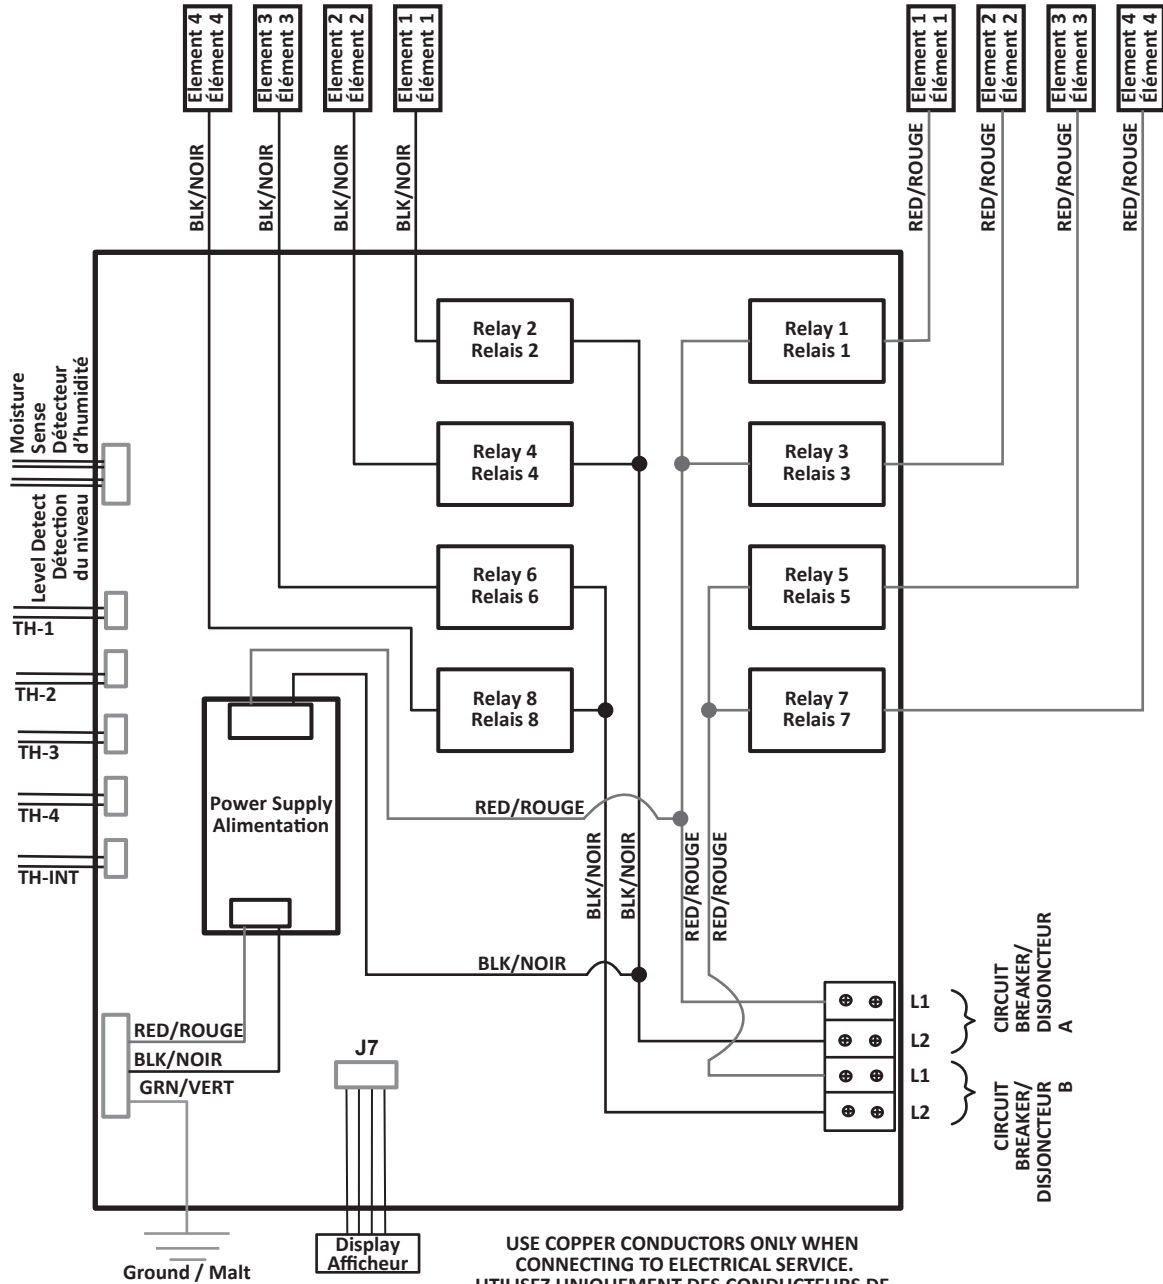 Element 4
Élément 4
Element 3
Élément 3
Element 2
Élément 2
Element 1
Élément 1
Element 1
Élément 1
Element 2
Élément 2
Element 3
Élément 3
Element 4
Élément 4
BLK/NOIR
BLK/NOIR
BLK/NOIR
BLK/NOIR
RED/ROUGE
RED/ROUGE
RED/ROUGE
RED/ROUGE
Relay 2
Relais 2
Relay 1
Relais 1
Moisture
Sense
Détecteur
d'humidité
Relay 4
Relais 4
Relay 3
Relais 3
Level Detect
Détection
du niveau
Relay 6
Relais 6
Relay 5
Relais 5
TH-1
TH-2
TH-3
TH-4
TH-INT
Relay 8
Relais 8
Relay 7
Relais 7
Power Supply
Alimentation
RED/ROUGE
BLK/NOIR
BLK/NOIR
RED/ROUGE
RED/ROUGE
BLK/NOIR
L1
L2
L1
L2
CIRCUIT
BREAKER/
DISJONCTEUR
A
CIRCUIT
BREAKER/
DISJONCTEUR
B
RED/ROUGE
BLK/NOIR
GRN/VERT
J7
Display
Afficheur
Ground / Malt
USE COPPER CONDUCTORS ONLY WHEN
CONNECTING TO ELECTRICAL SERVICE.
UTILISEZ UNIQUEMENT DES CONDUCTEURS DE